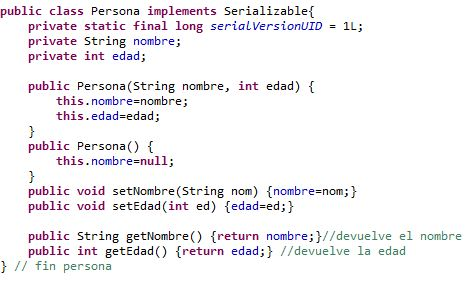 public class Persona implements Serializable{
private static final long serialVersionUID = 1L;
private String nombre;
private int edad;
public Persona(String nombre, int edad) {
this.nombre=nombre;
this.edad=edad;
}
public Persona() {
this.nombre=null;
}
public void setNombre(String nom) {nombre=nom;}
public void setEdad(int ed) {edad=ed;}
public String getNombre() {return nombre;}//devuelve el nombre
public int getEdad() {return edad;} //devuelve la edad
} // fin persona